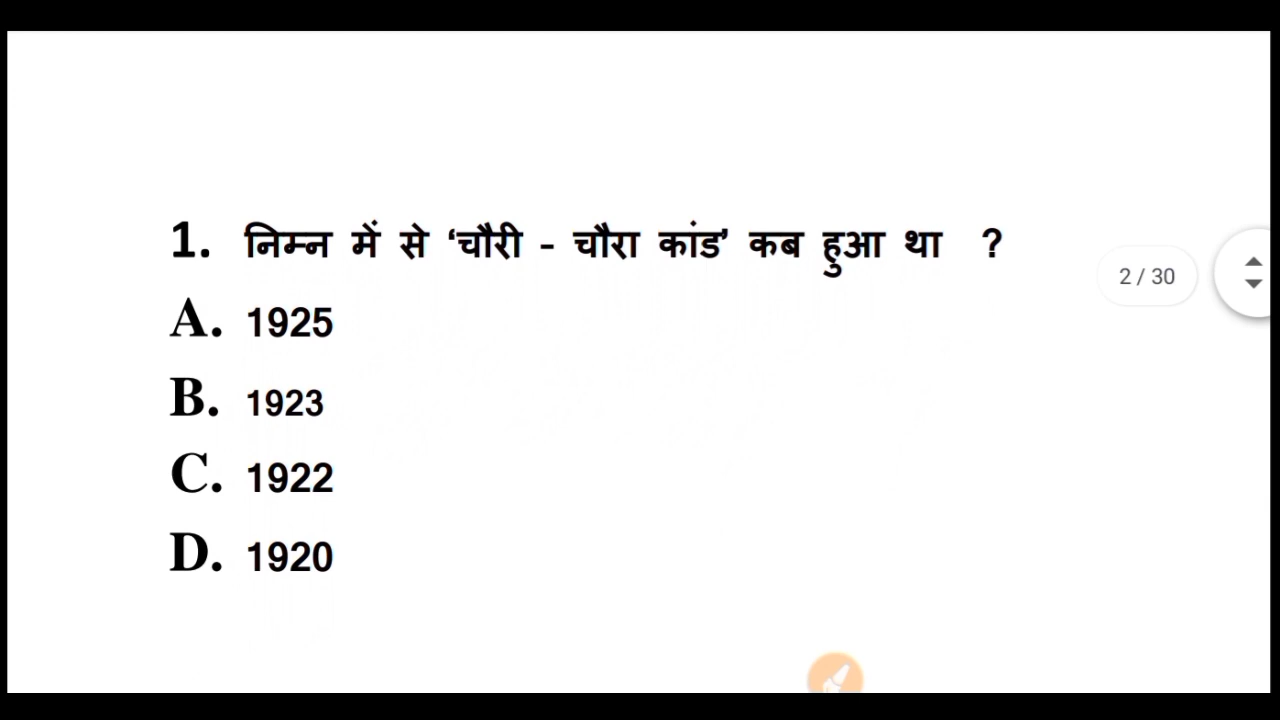 1. निम्न में से ‘चौरी - चौरा कांड’ कब हुआ था ?
2 / 30
A. 1925
B. 1923
C. 1922
D. 1920